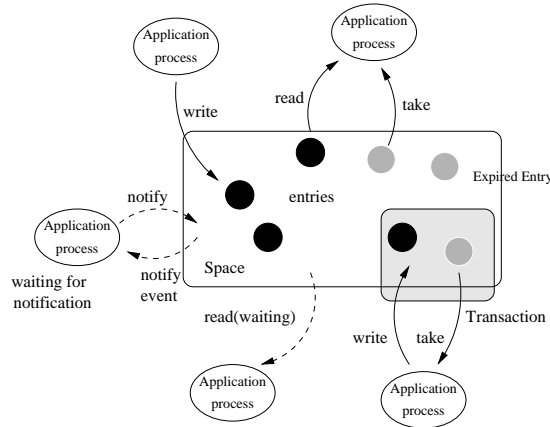 Application
process
Application
process
write
read
take
Expired Entry
entries
notify
Application
process
waiting for
notification
notify
event
Space
read(waiting)
Transaction
write
take
Application
process
Application
process